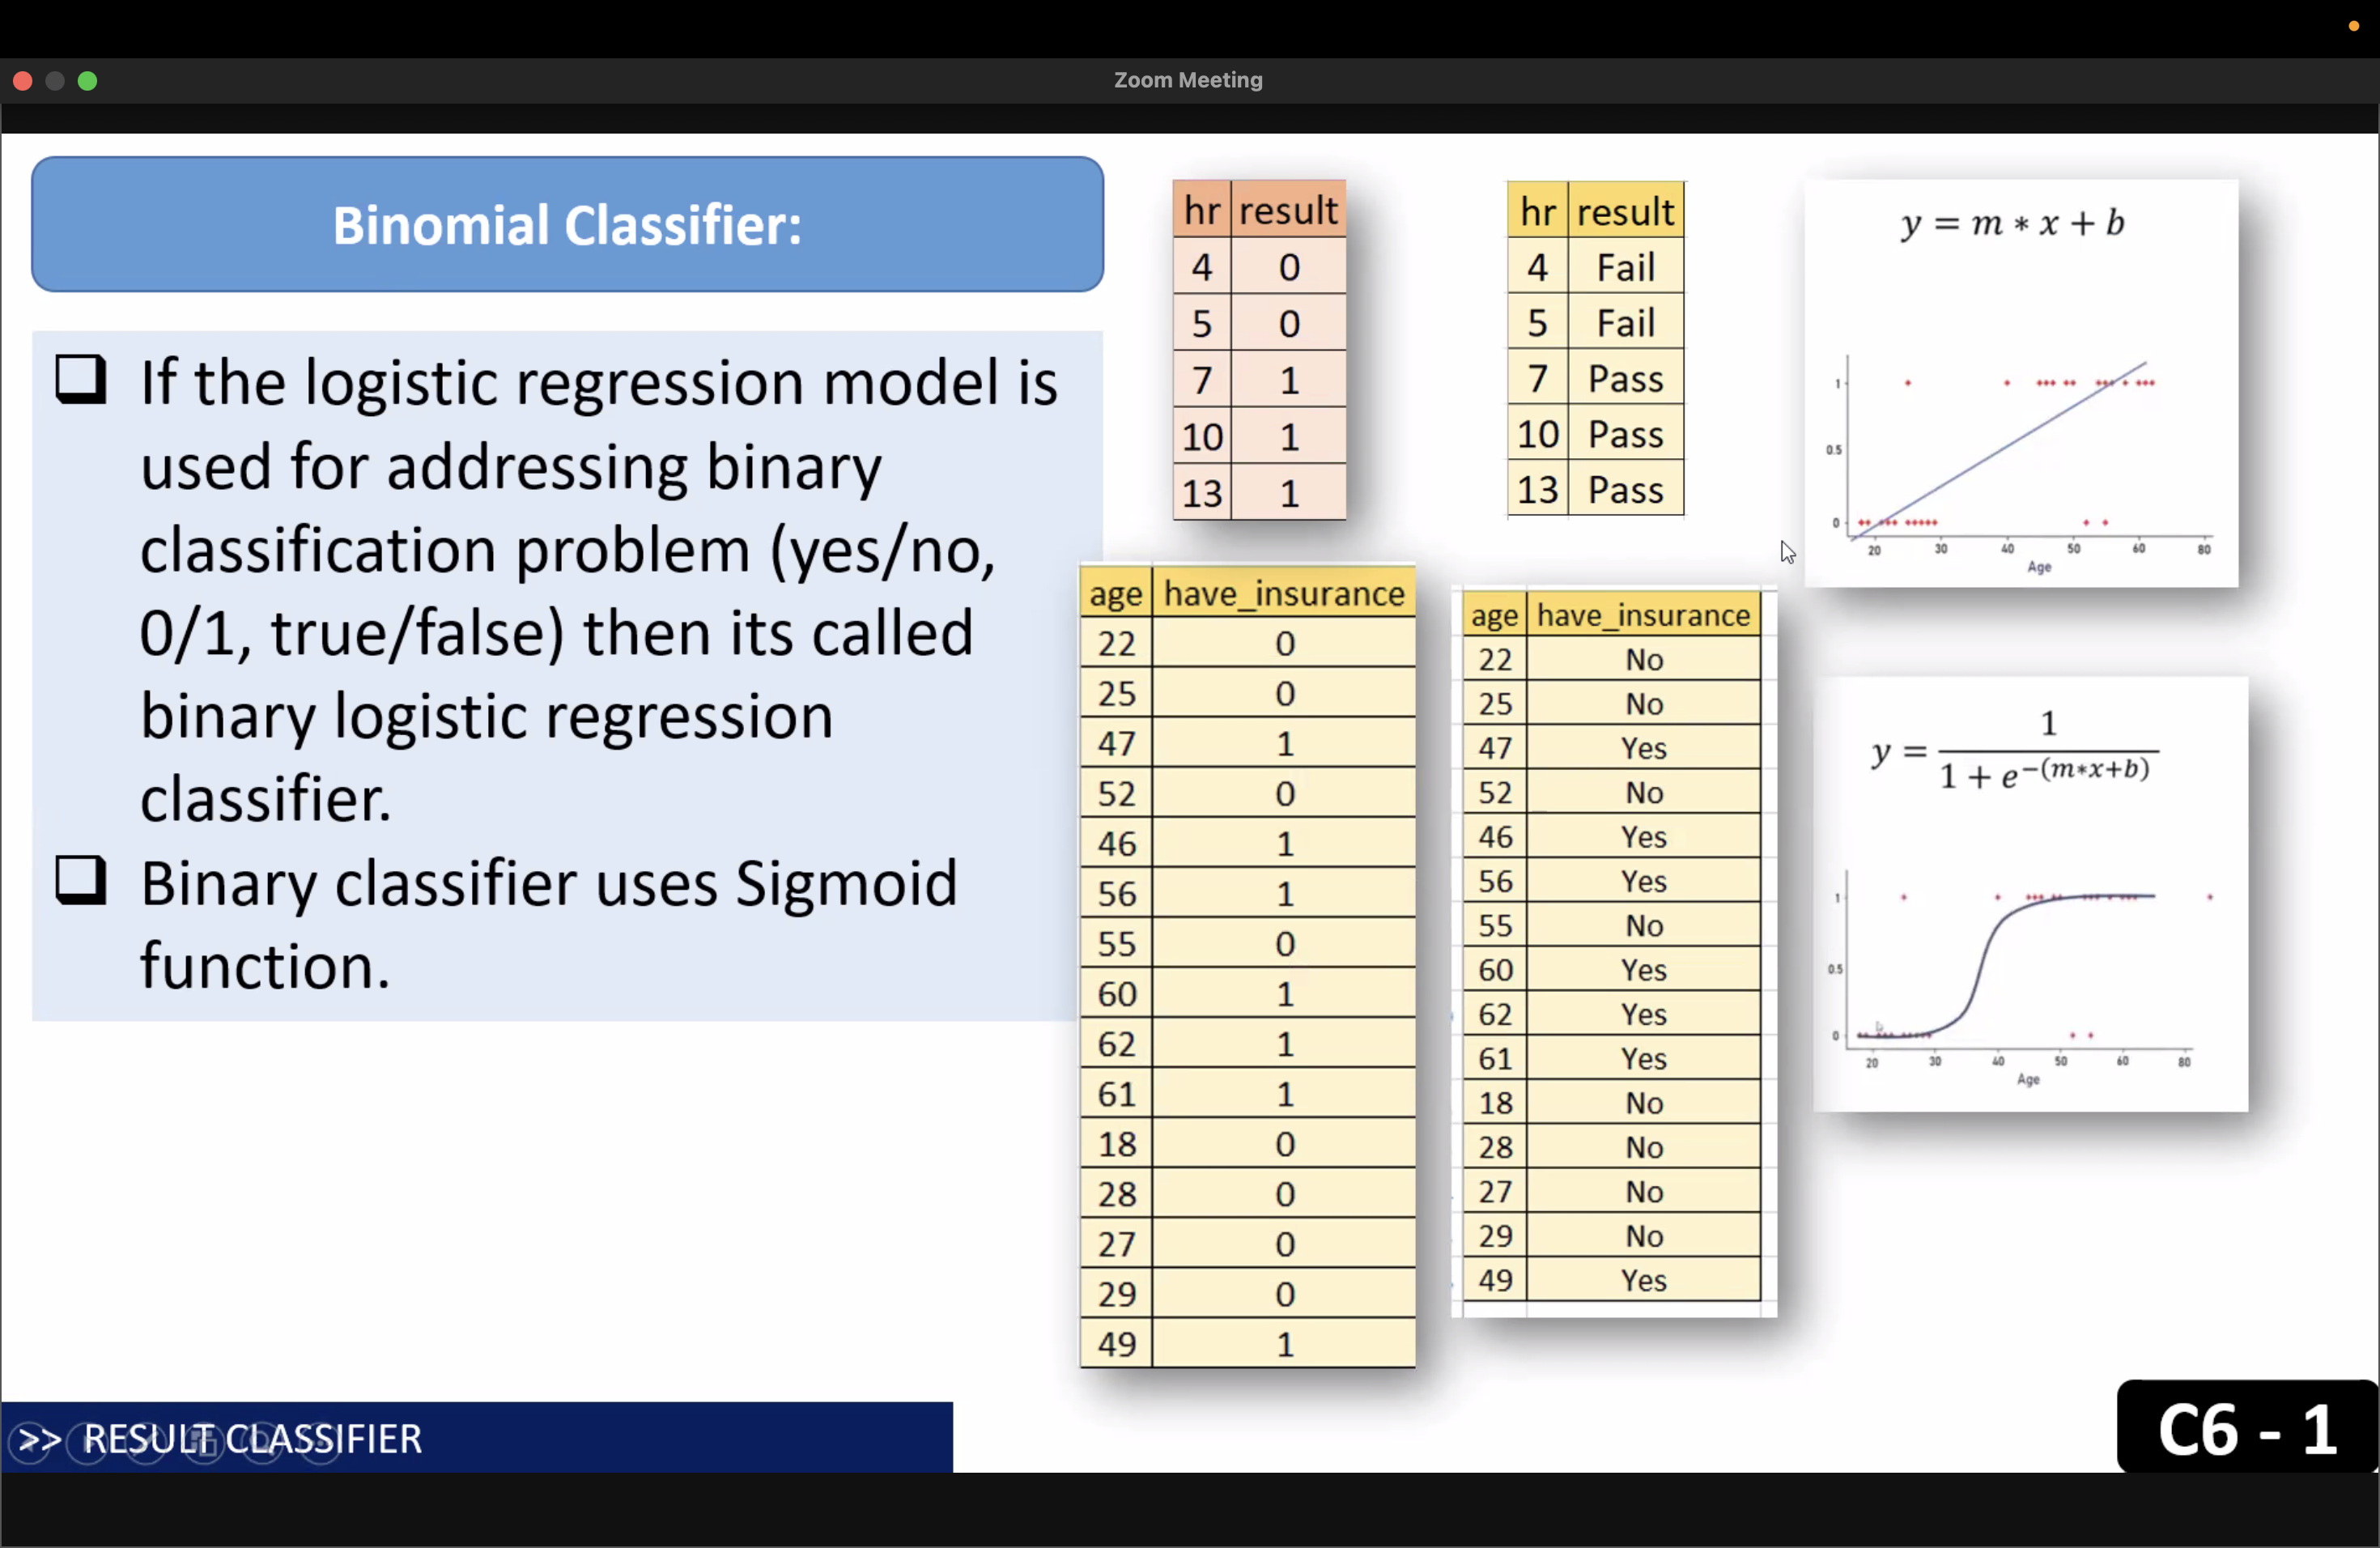 Zoom Meeting
Binomial Classifier:
If the logistic regression model is
used for addressing binary
classification problem (yes/no,
0/1, true/false) then its called
binary logistic regression
classifier.
Binary classifier uses Sigmoid
function.
hr result
4 0
5 0
7 1
10 1
13 1
hr result
4 Fail
5 Fail
7 Pass
10 Pass
13 Pass
age have_insurance
22 0
25 0
47 1
52 0
46 1
56 1
55 0
60 1
62 1
61 1
18 0
28 0
27 0
29 0
49 1
age have_insurance
22 No
25 No
47 Yes
52 No
46 Yes
56 Yes
55 No
60 Yes
62 Yes
61 Yes
18 No
28 No
27 No
29 No
49 Yes
y = m * x + b
1
0.5
0
20 30 40 50 60 80
Age
y = 1 / (1 + e^−(m*x+b))
1
0.5
0
20 30 40 50 60 80
Age
>> RESULT CLASSIFIER
C6 - 1